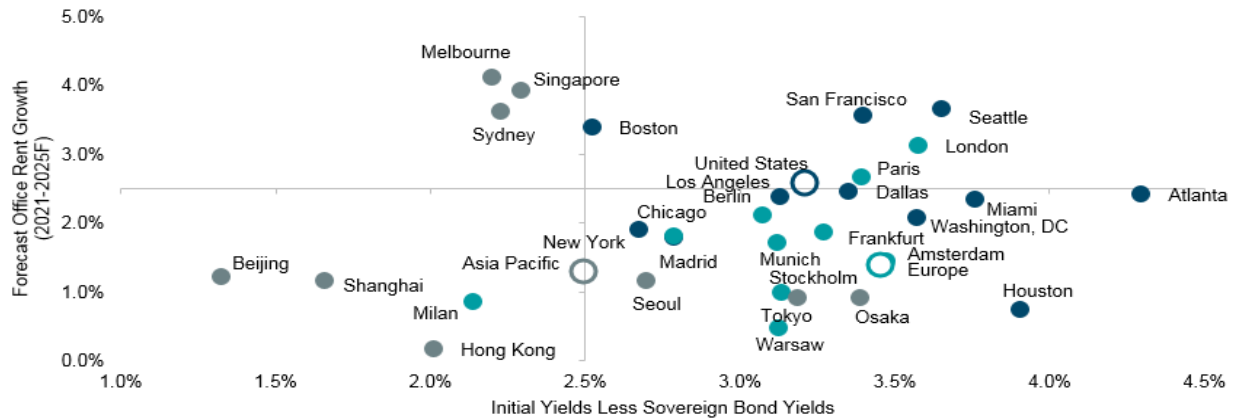 5.0%
Melbourne
4.0%
Singapore
San Francisco
Seattle
Sydney
Boston
London
3.0%
United States
Paris
Los Angeles
Dallas
Atlanta
Berlin
Miami
2.0%
Chicago
Washington, DC
New York
Frankfurt
Asia Pacific
Madrid
Munich
Amsterdam
Beijing
Stockholm
Europe
Shanghai
Seoul
Houston
1.0%
Milan
Tokyo
Osaka
Warsaw
Hong Kong
0.0%
1.0%
1.5%
2.0%
2.5%
3.0%
3.5%
4.0%
4.5%
Initial Yields Less Sovereign Bond Yields
Forecast Office Rent Growth
(2021-2025F)